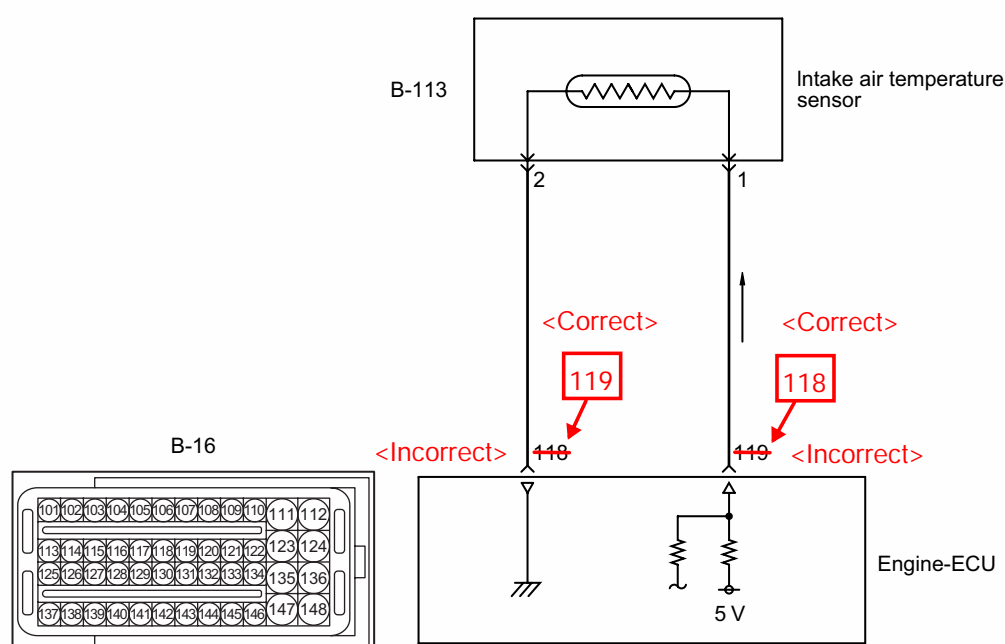 B-113
Intake air temperature
sensor
2
1
<Correct>
<Correct>
119
118
B-16
<Incorrect>
118
119
<Incorrect>
101 102 103 104 105 106 107 108 109 110 111 112
113 114 115 116 117 118 119 120 121 122 123 124
125 126 127 128 129 130 131 132 133 134 135 136
137 138 139 140 141 142 143 144 145 146 147 148
Engine-ECU
5 V